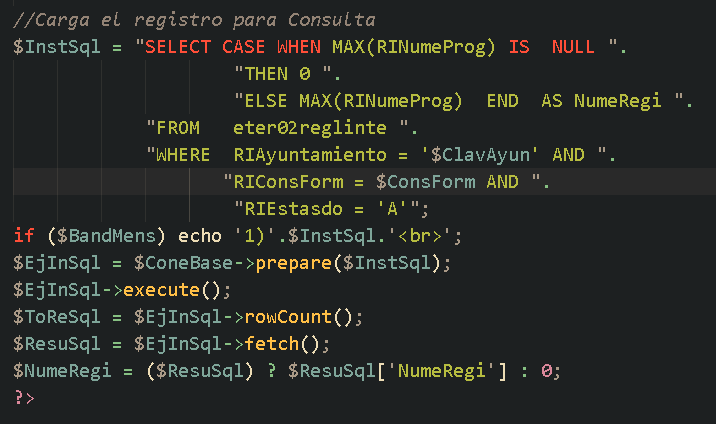 //Carga el registro para Consulta
$InstSql = "SELECT CASE WHEN MAX(RINumeProg) IS  NULL ".
"THEN 0 ".
"ELSE MAX(RINumeProg)  END  AS NumeRegi ".
"FROM   eter02reglinte ".
"WHERE  RIAyuntamiento = '$ClavAyun' AND ".
"RIConsForm = $ConsForm AND ".
"RIEstasdo = 'A'";
if ($BandMens) echo '1)'.$InstSql.'<br>';
$EjInSql = $ConeBase->prepare($InstSql);
$EjInSql->execute();
$ToReSql = $EjInSql->rowCount();
$ResuSql = $EjInSql->fetch();
$NumeRegi = ($ResuSql) ? $ResuSql['NumeRegi'] : 0;
?>